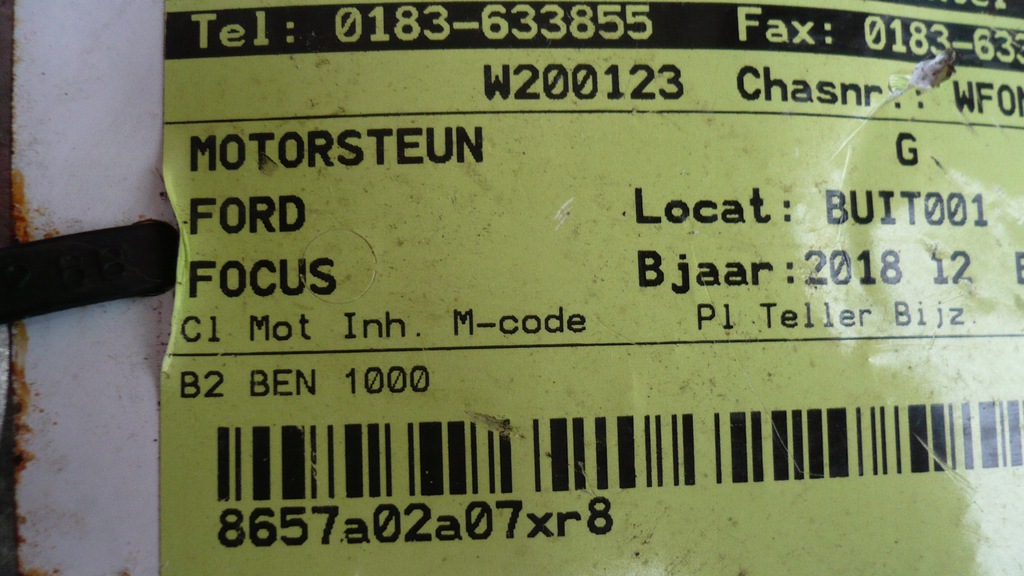 Tel: 0183-633855 Fax: 0183-633
W200123 Chasnr.: WF0
MOTORSTEUN G
FORD Locat: BUIT001
FOCUS Bjaar:2018 12
Cl Mot Inh. M-code Pl Teller Bijz.
B2 BEN 1000
8657a02a07xr8